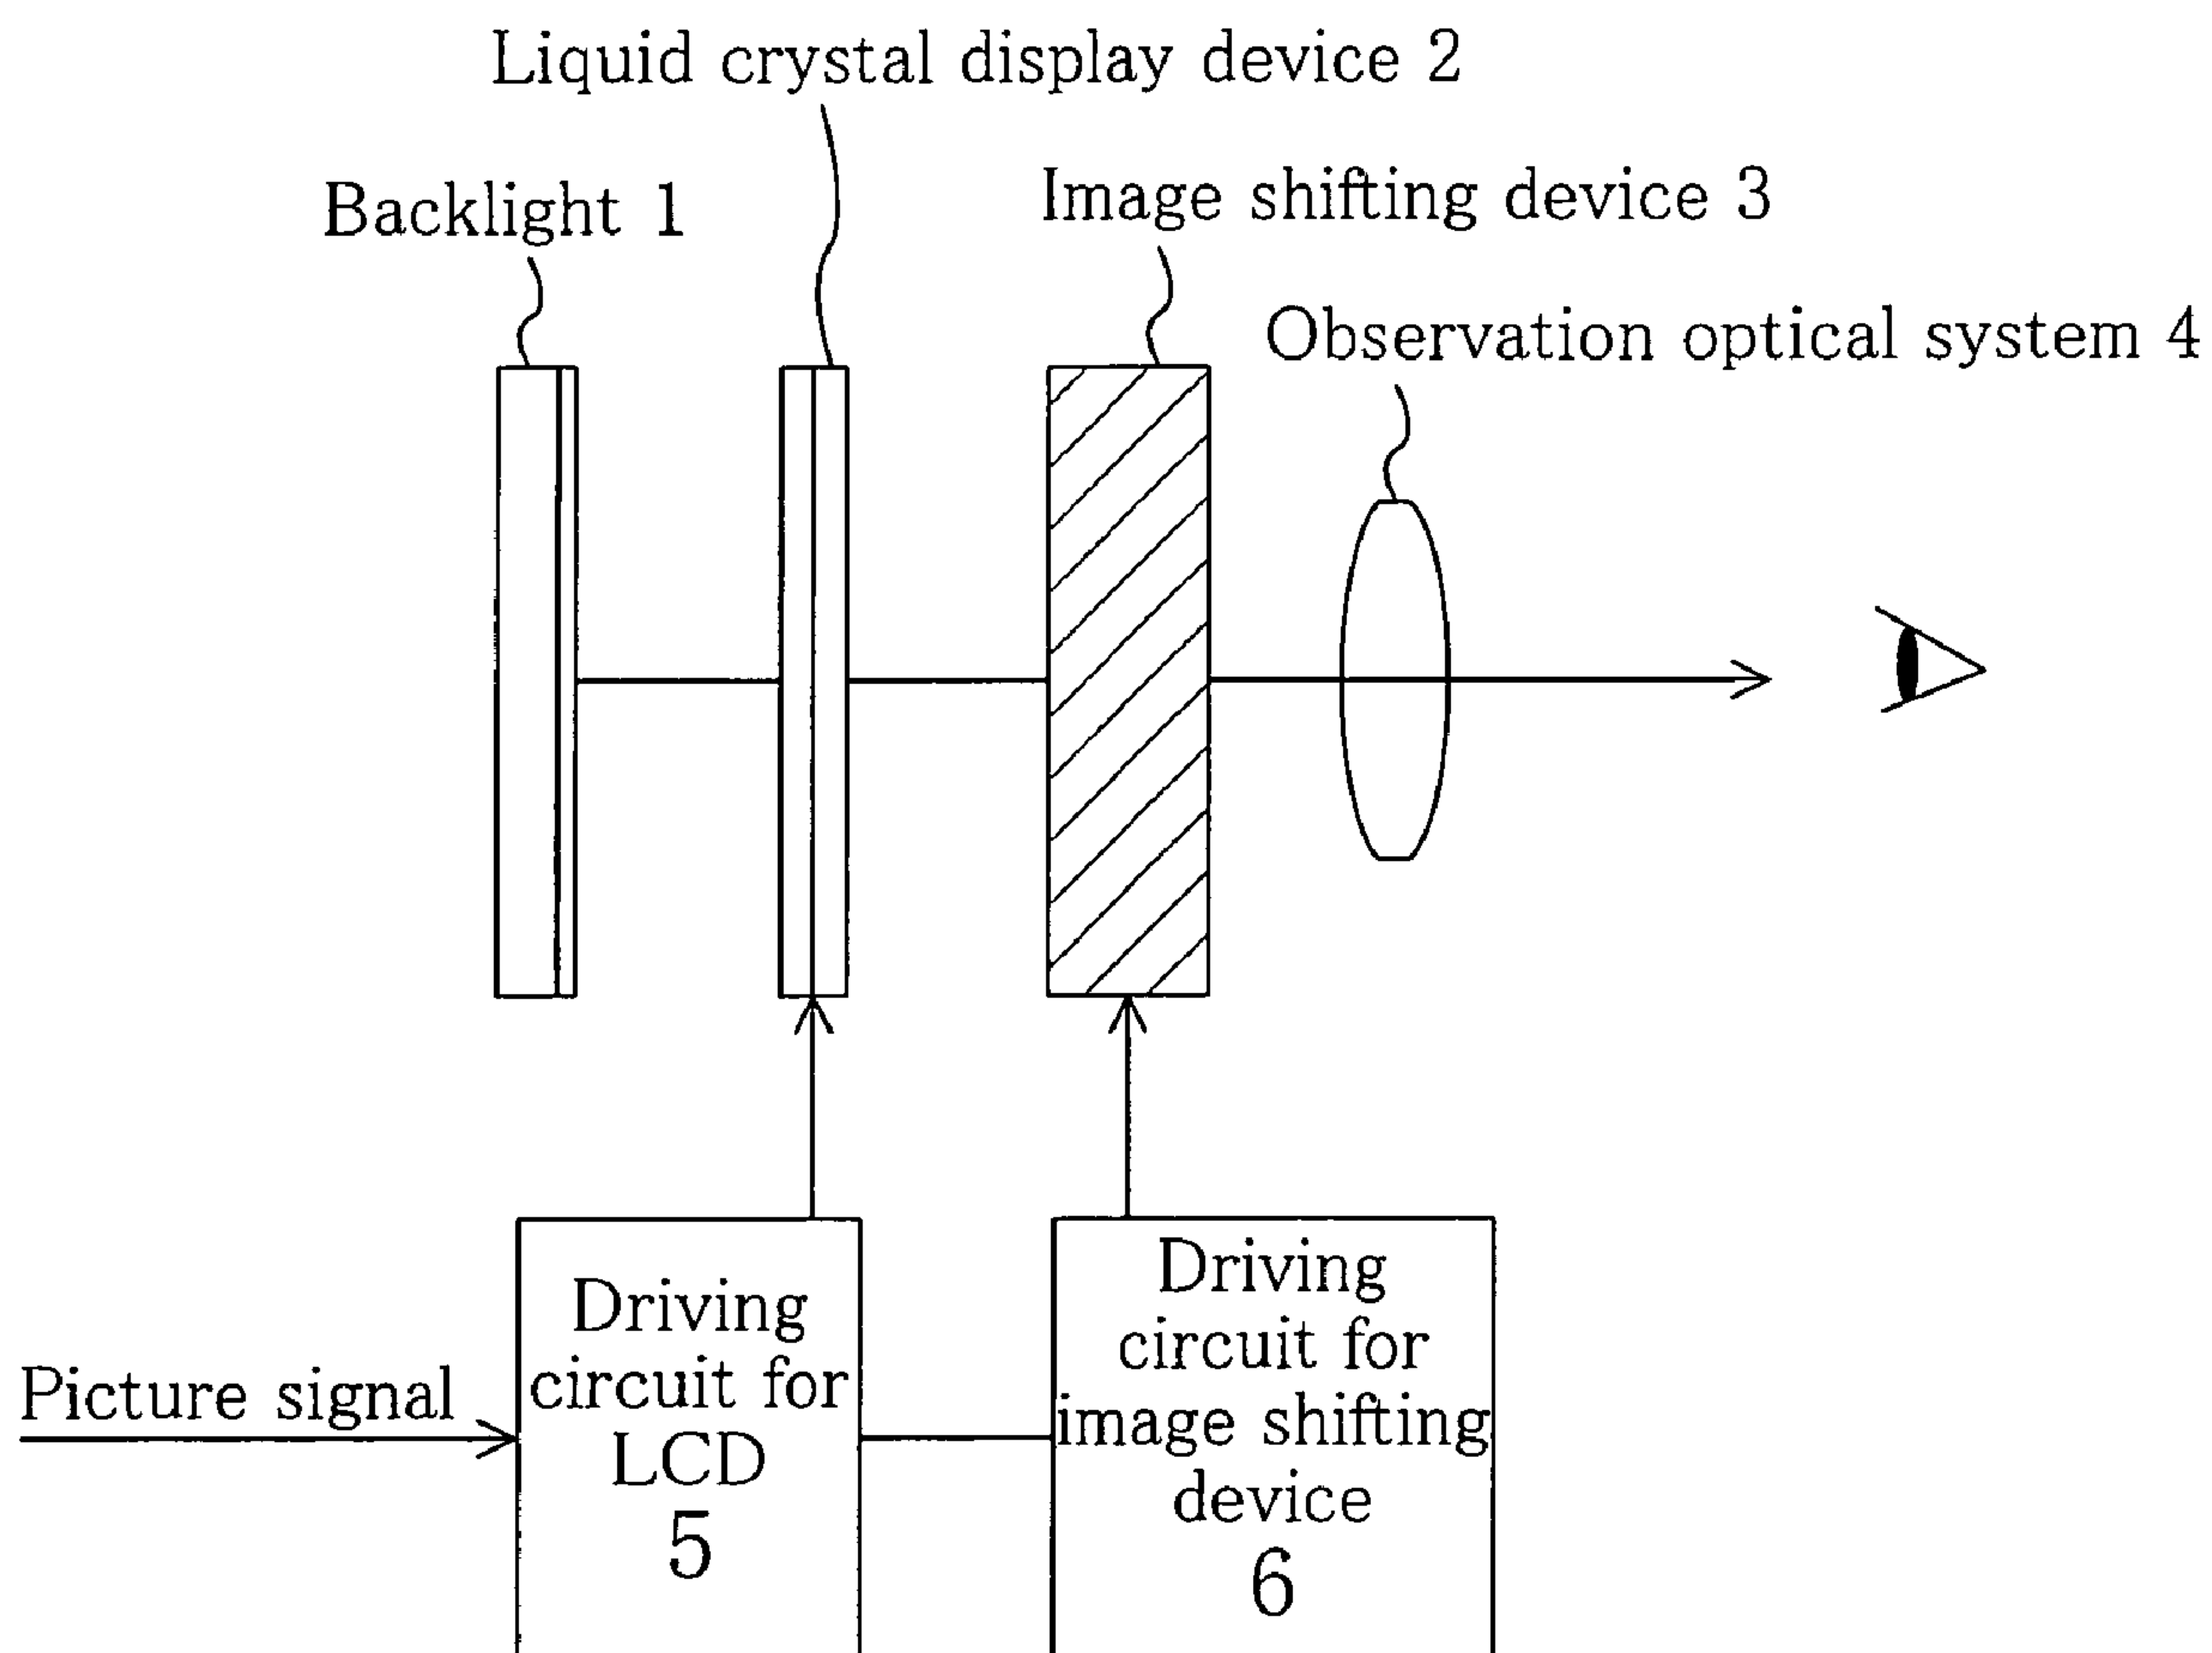 Liquid crystal display device 2
Backlight 1
Image shifting device 3
Observation optical system 4
Picture signal
Driving
circuit for
LCD
5
Driving
circuit for
image shifting
device
6